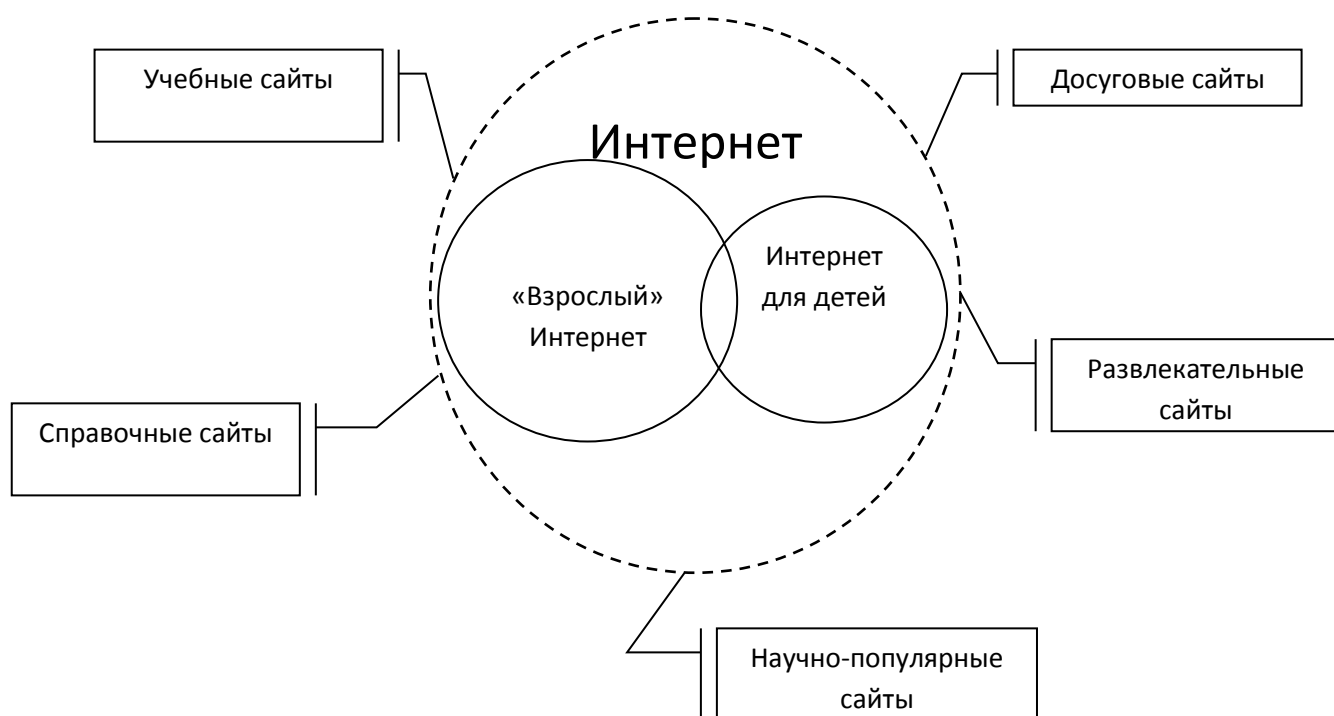 Учебные сайты
Досуговые сайты
Интернет
«Взрослый»
Интернет
Интернет
для детей
Развлекательные
сайты
Справочные сайты
Научно-популярные
сайты